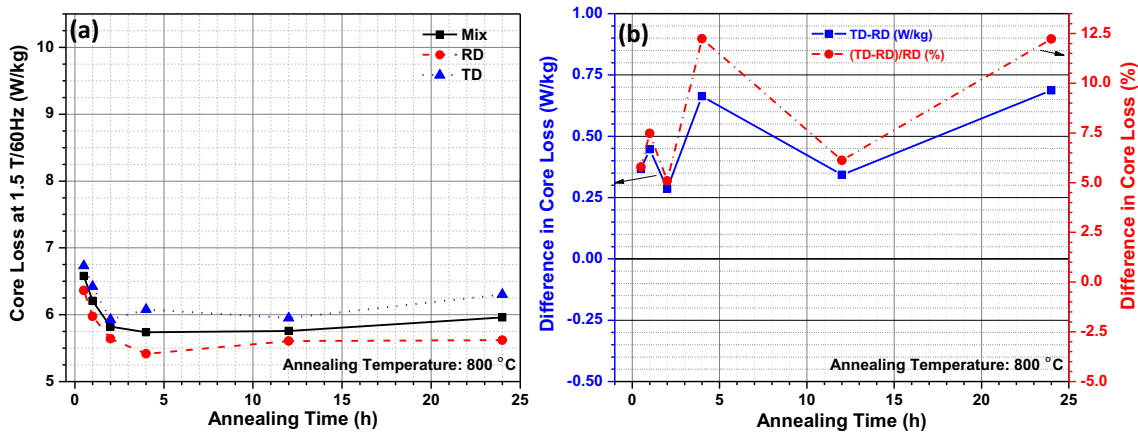 (a)
Mix
RD
TD
Core Loss at 1.5 T/60Hz (W/kg)
10
9
8
7
6
5
Annealing Temperature: 800 °C
0 5 10 15 20 25
Annealing Time (h)
(b)
TD-RD (W/kg)
(TD-RD)/RD (%)
Difference in Core Loss (W/kg)
1.00
0.75
0.50
0.25
0.00
-0.25
-0.50
Annealing Temperature: 800 °C
0 5 10 15 20 25
Annealing Time (h)
12.5
10.0
7.5
5.0
2.5
0.0
-2.5
-5.0
Difference in Core Loss (%)